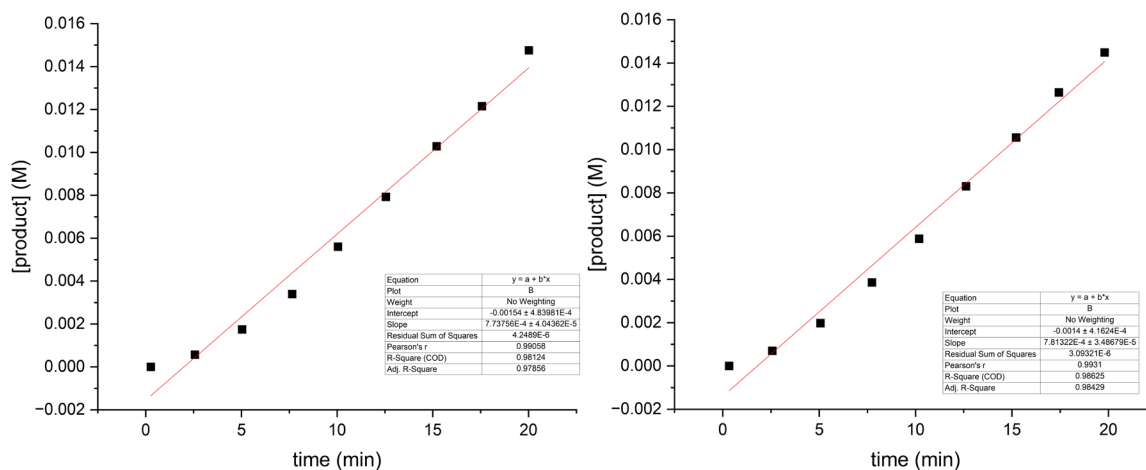 0.016
0.014
0.012
0.010
0.008
0.006
0.004
0.002
0.000
−0.002
[product] (M)
0 5 10 15 20
time (min)
Equation y = a + b*x
Plot B
Weight No Weighting
Intercept -0.00154 ± 4.83981E-4
Slope 7.73756E-4 ± 4.04362E-5
Residual Sum of Squares 4.2489E-6
Pearson's r 0.99058
R-Square (COD) 0.98124
Adj. R-Square 0.97856
0.016
0.014
0.012
0.010
0.008
0.006
0.004
0.002
0.000
−0.002
[product] (M)
0 5 10 15 20
time (min)
Equation y = a + b*x
Plot B
Weight No Weighting
Intercept -0.0014 ± 4.1624E-4
Slope 7.81322E-4 ± 3.48679E-5
Residual Sum of Squares 3.09321E-6
Pearson's r 0.9931
R-Square (COD) 0.98625
Adj. R-Square 0.98429